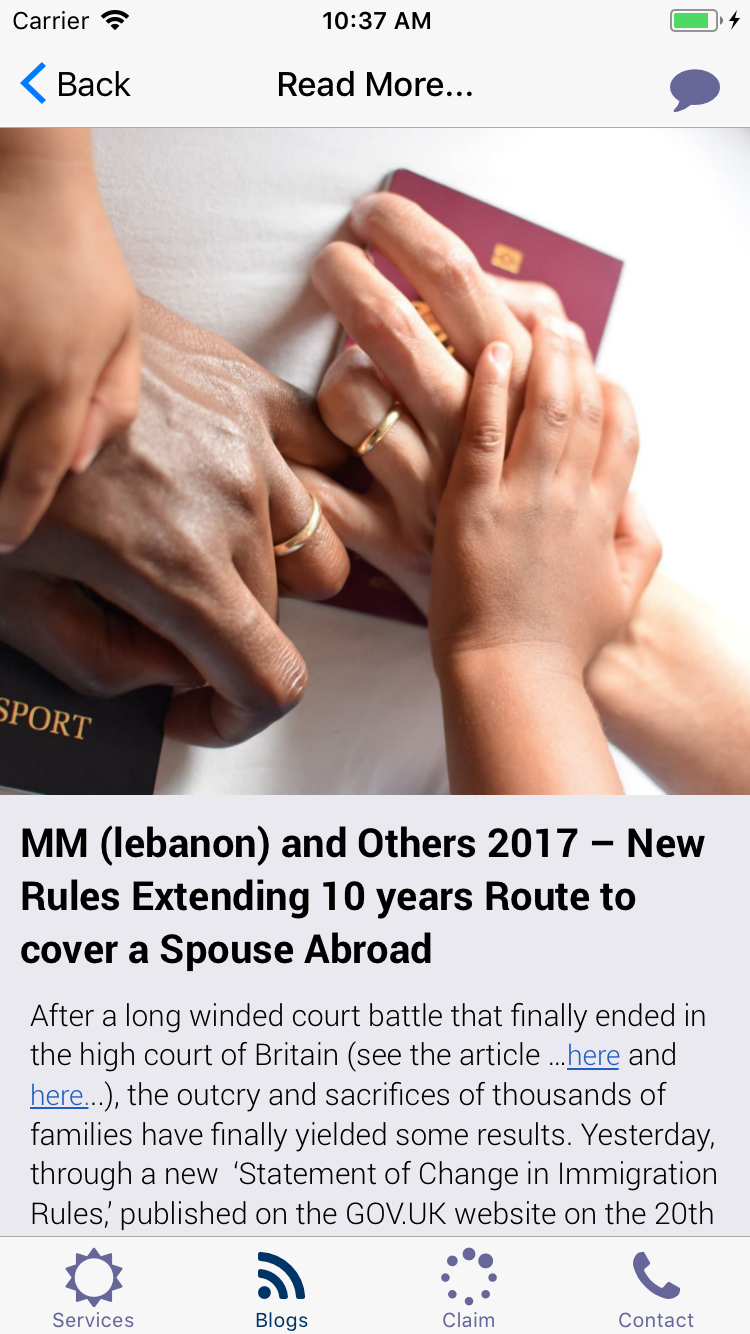 Carrier 10:37 AM
Back Read More...
SPORT
MM (lebanon) and Others 2017 – New
Rules Extending 10 years Route to
cover a Spouse Abroad
After a long winded court battle that finally ended in
the high court of Britain (see the article ...here and
here...), the outcry and sacrifices of thousands of
families have finally yielded some results. Yesterday,
through a new  ‘Statement of Change in Immigration
Rules,’ published on the GOV.UK website on the 20th
Services Blogs Claim Contact